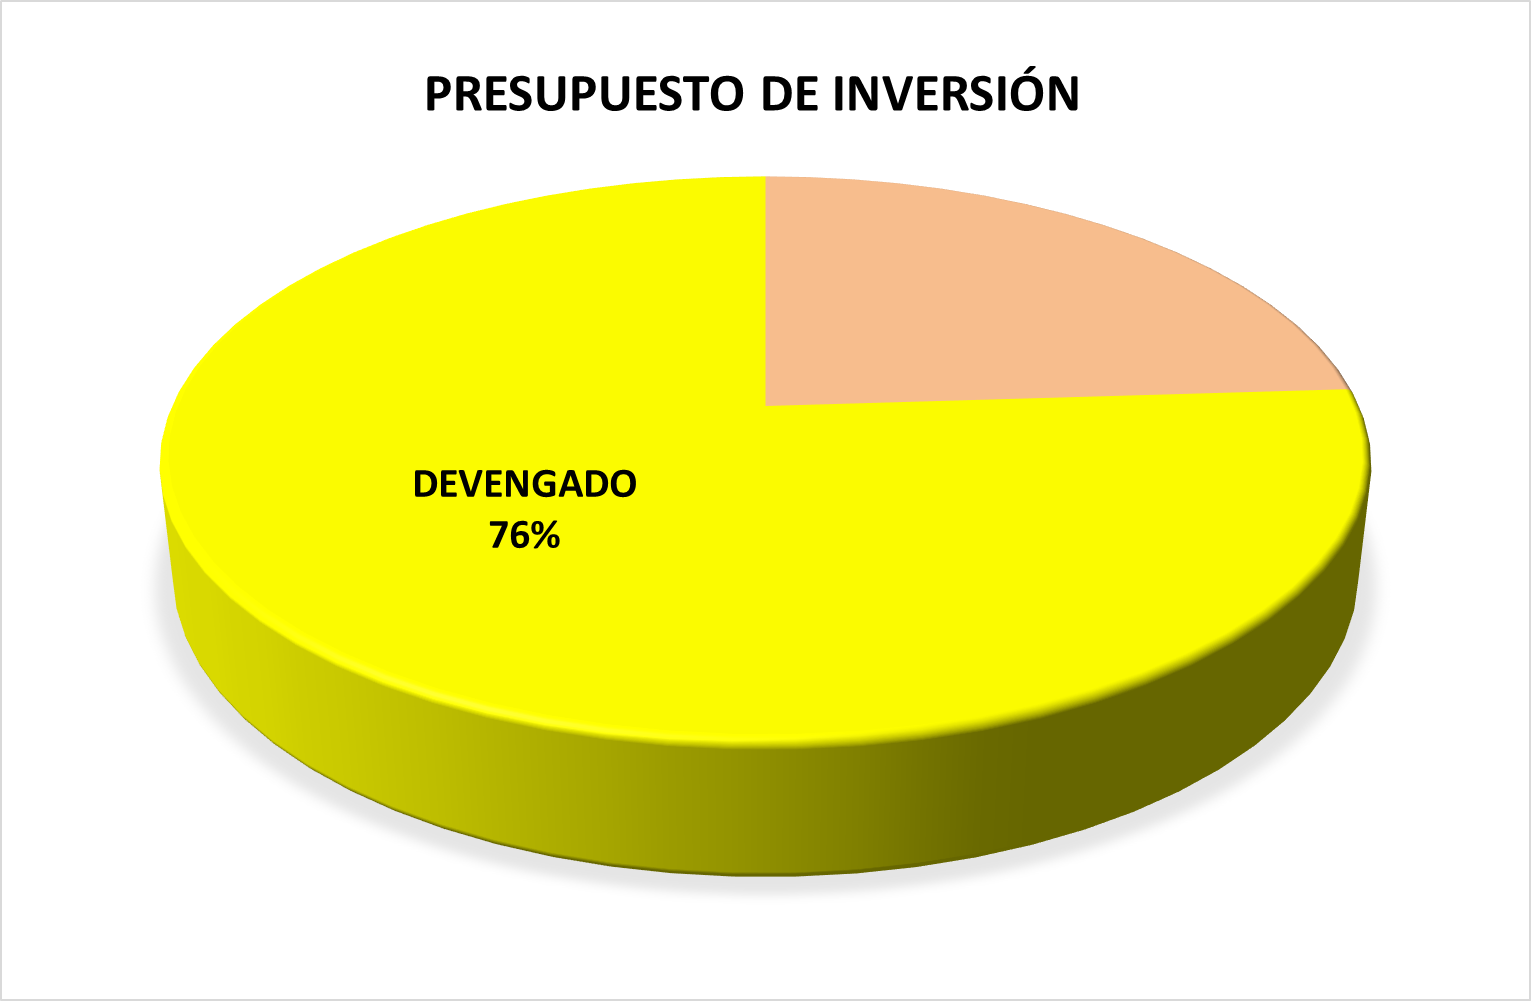 PRESUPUESTO DE INVERSIÓN
DEVENGADO
76%